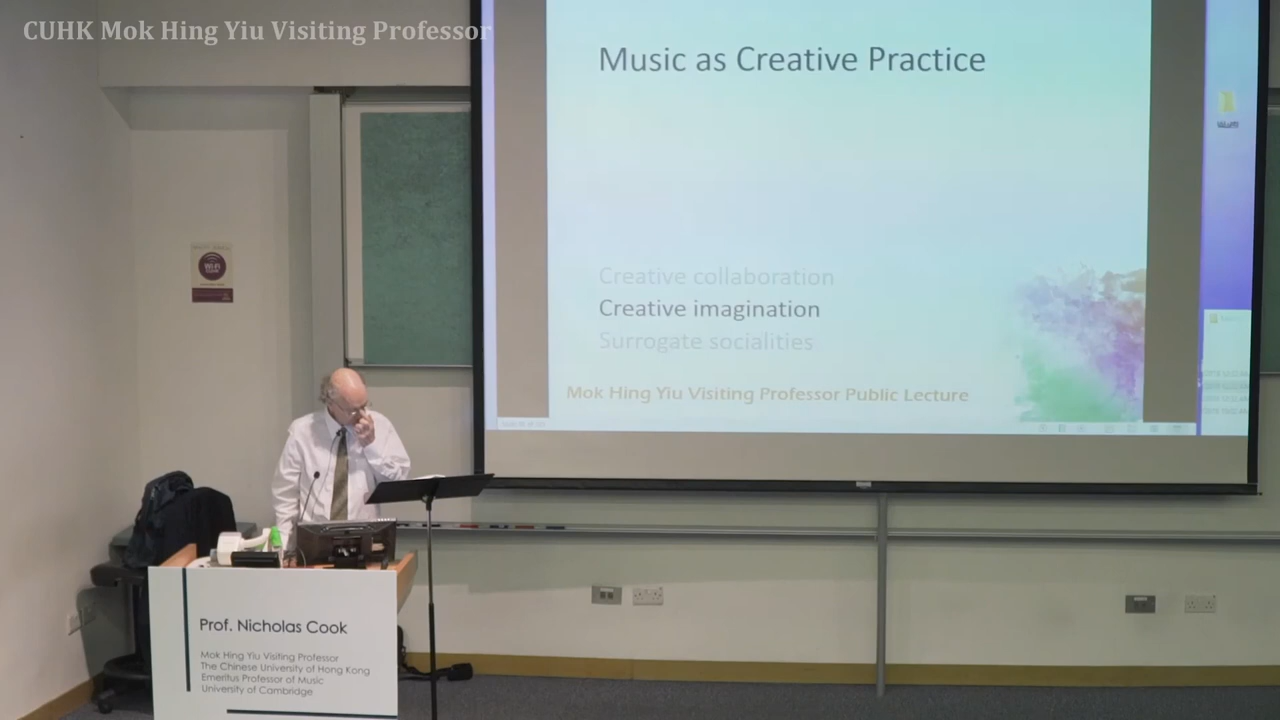 CUHK Mok Hing Yiu Visiting Professor
Music as Creative Practice
Creative collaboration
Creative imagination
Surrogate socialities
Mok Hing Yiu Visiting Professor Public Lecture
Wi-Fi
Prof. Nicholas Cook
Mok Hing Yiu Visiting Professor
The Chinese University of Hong Kong
Emeritus Professor of Music
University of Cambridge